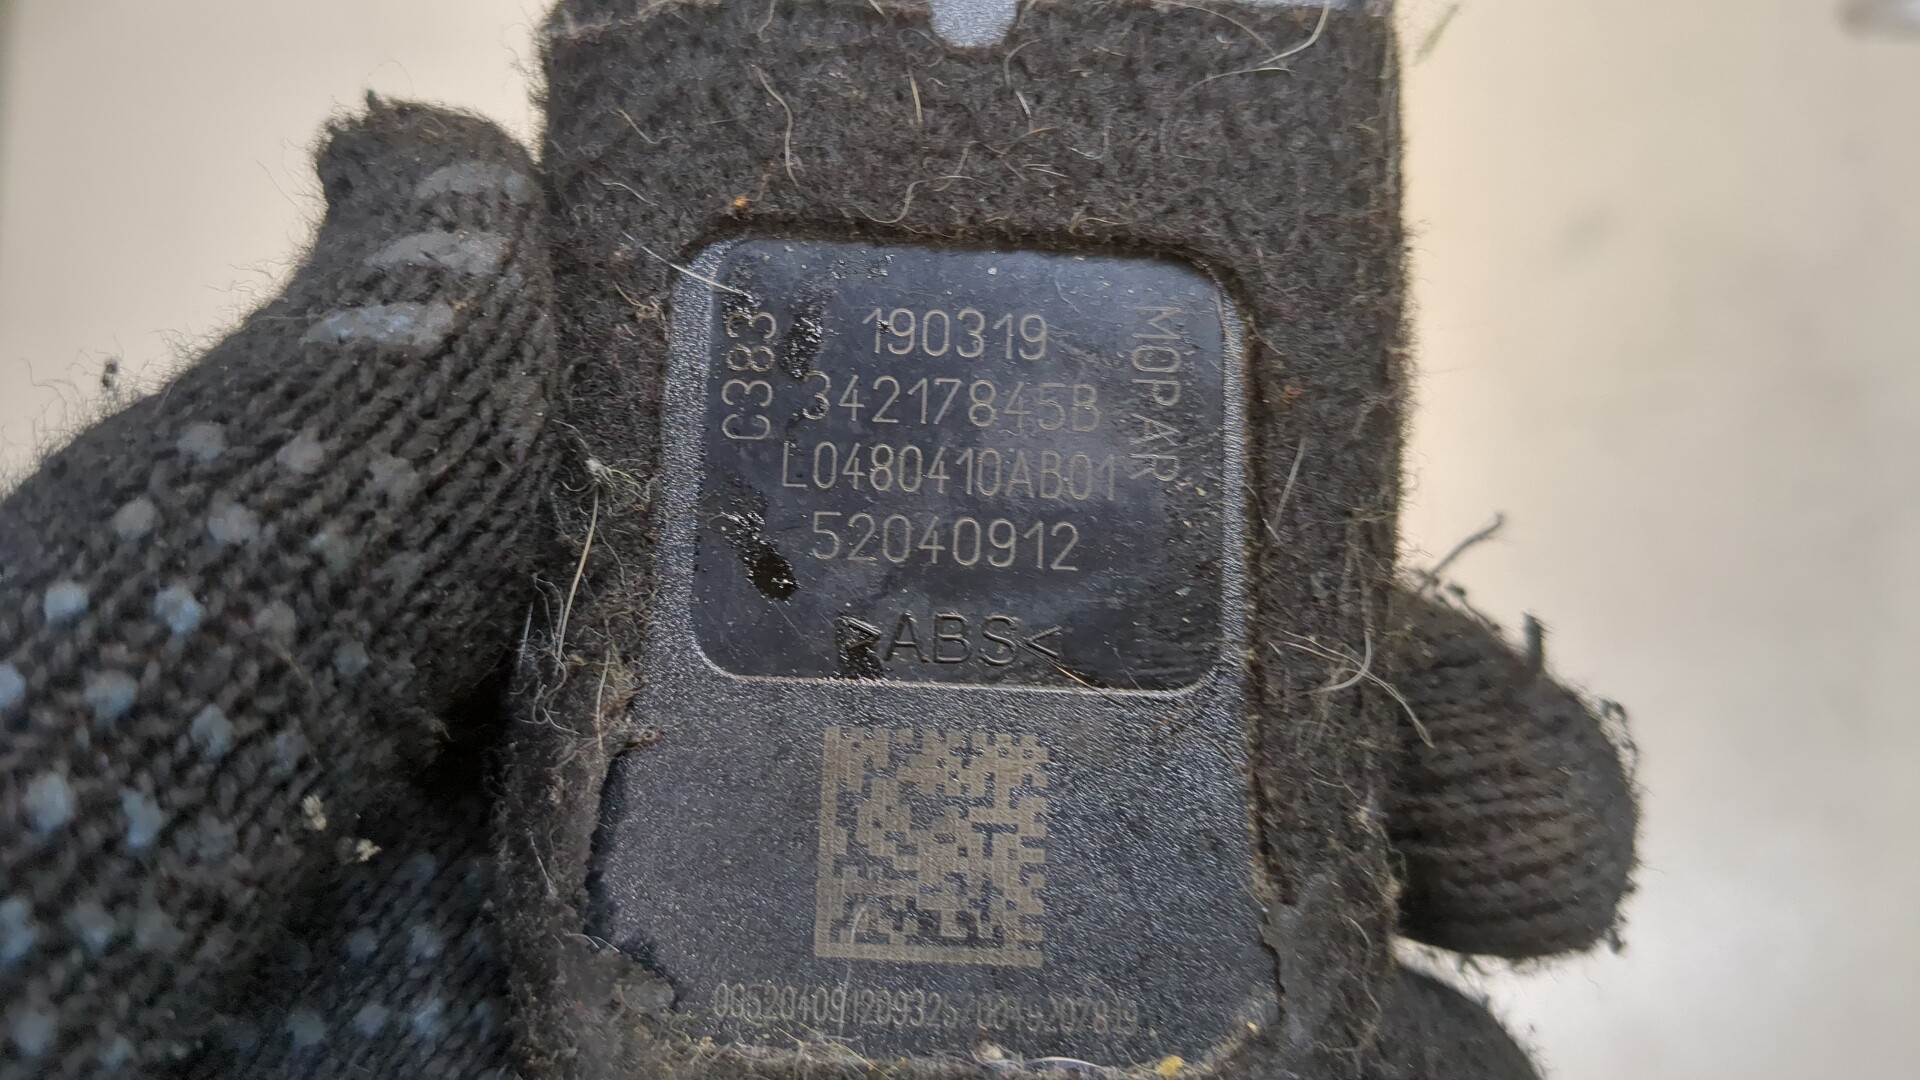 C383
190319
34217845B
L0480410AB01
52040912
MOPAR
>ABS<